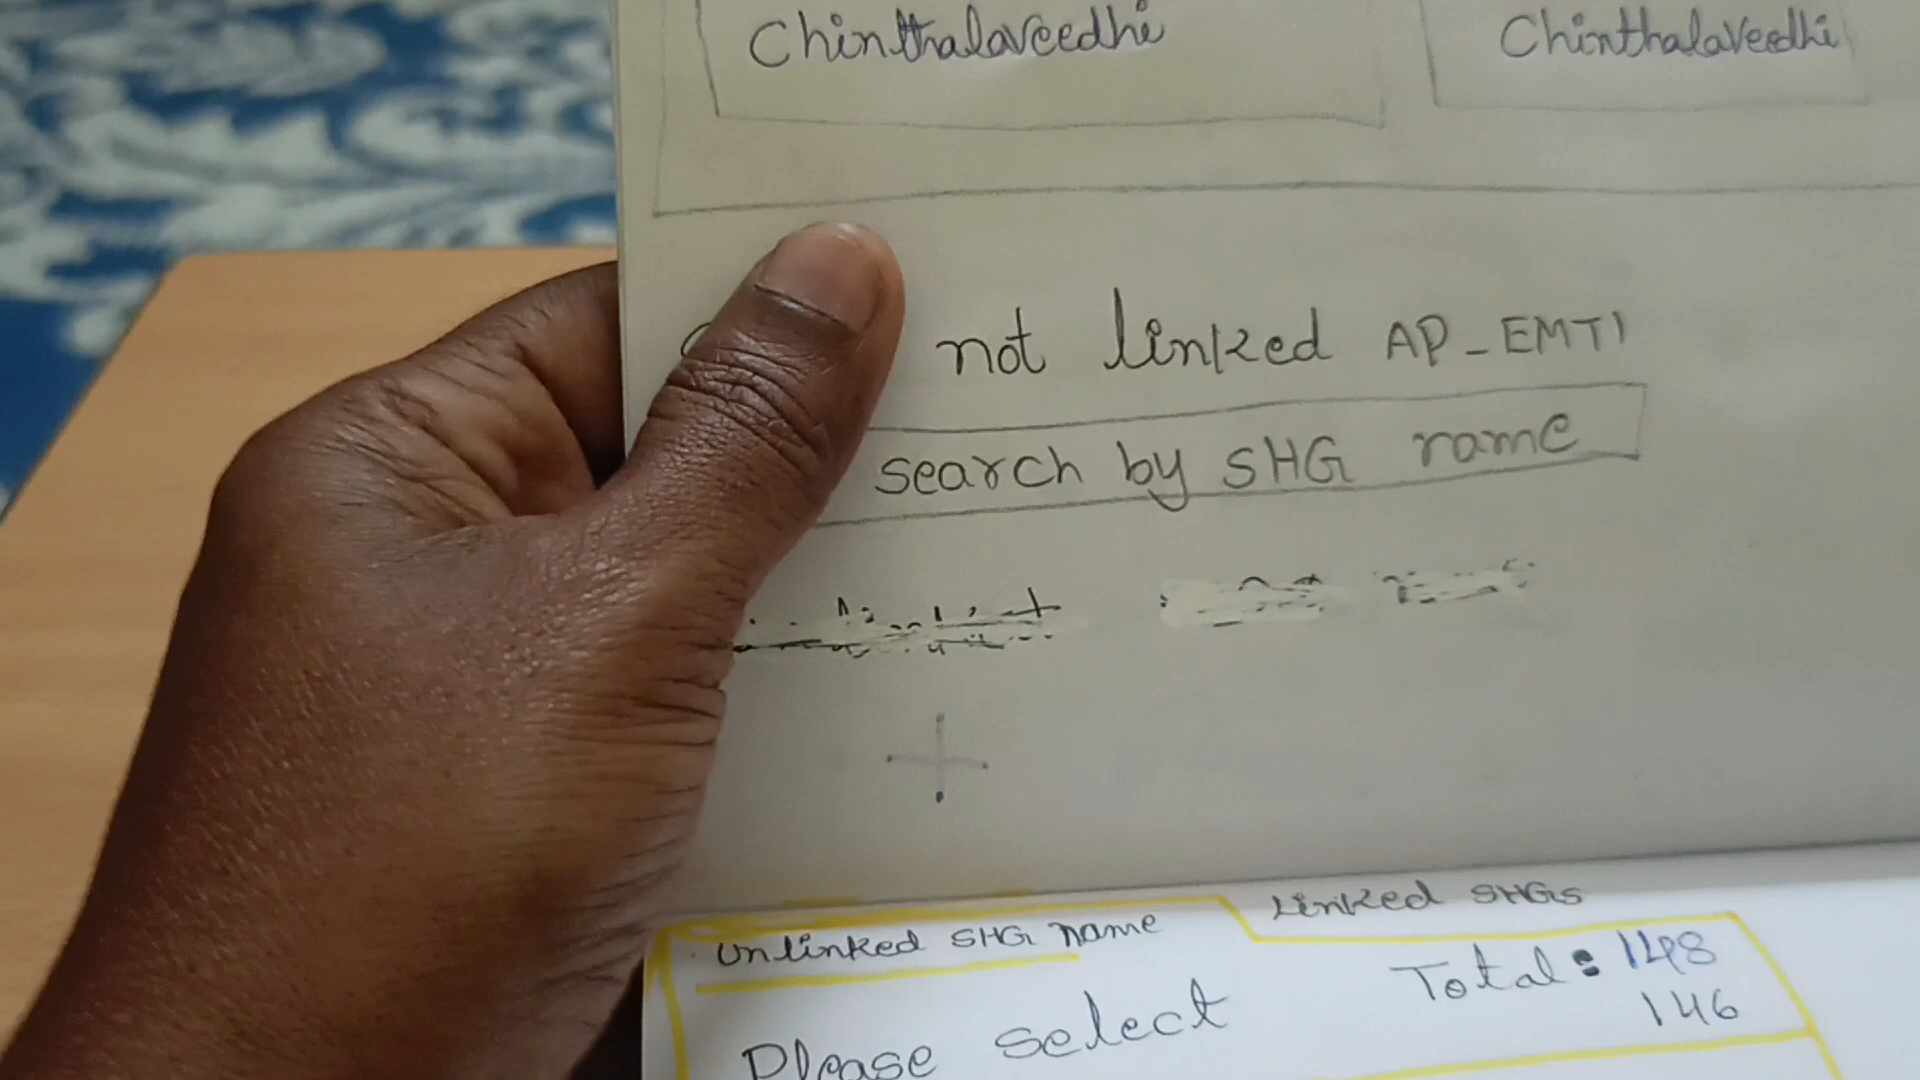 Chinthalaveedhi Chinthalaveedhi
not linked AP_EMTI
search by SHG name
Linked SHGs
Unlinked SHG name
Total: 148
146
Please select